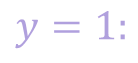 y = 1: